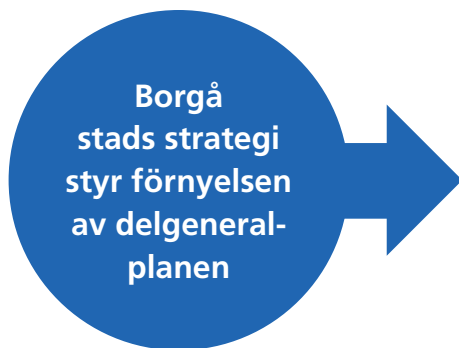 Borgå
stads strategi
styr förnyelsen
av delgeneral-
planen